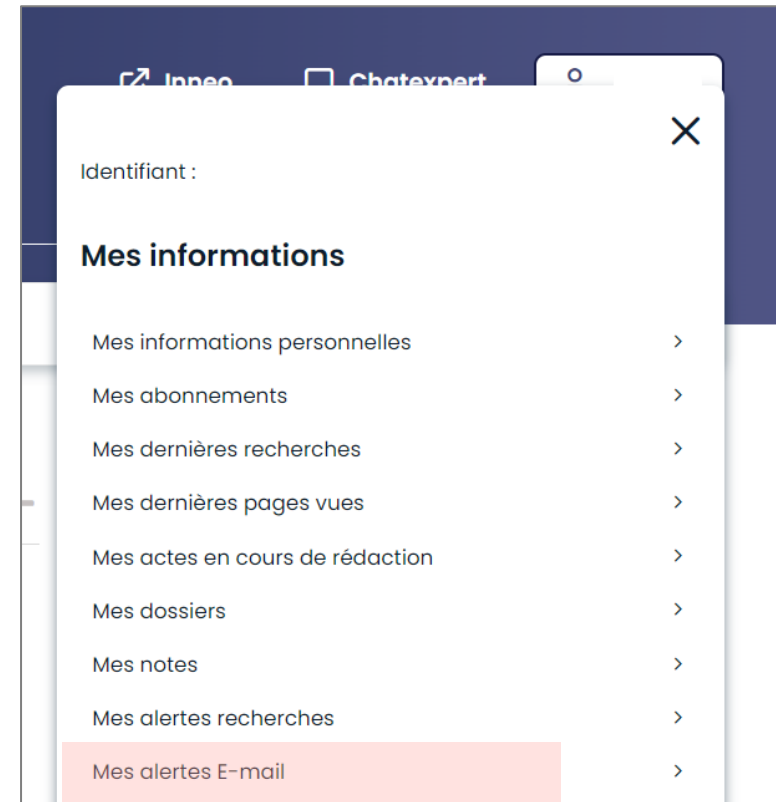 Inneo Chatexpert
Identifiant :
Mes informations
Mes informations personnelles
Mes abonnements
Mes dernières recherches
Mes dernières pages vues
Mes actes en cours de rédaction
Mes dossiers
Mes notes
Mes alertes recherches
Mes alertes E-mail